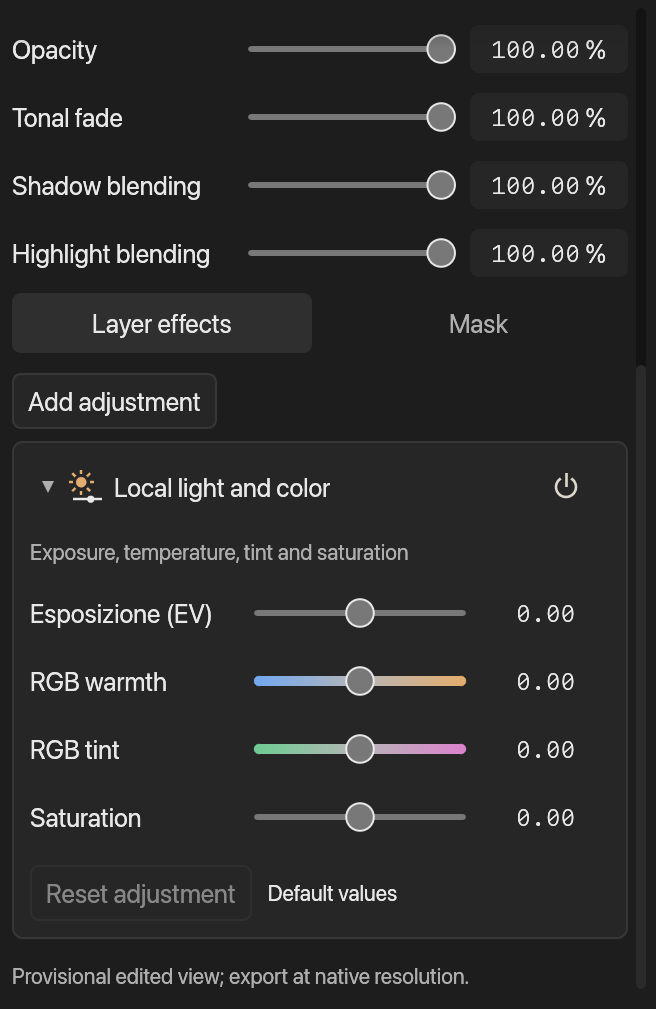 Opacity 100.00 %
Tonal fade 100.00 %
Shadow blending 100.00 %
Highlight blending 100.00 %
Layer effects Mask
Add adjustment
Local light and color
Exposure, temperature, tint and saturation
Esposizione (EV) 0.00
RGB warmth 0.00
RGB tint 0.00
Saturation 0.00
Reset adjustment Default values
Provisional edited view; export at native resolution.